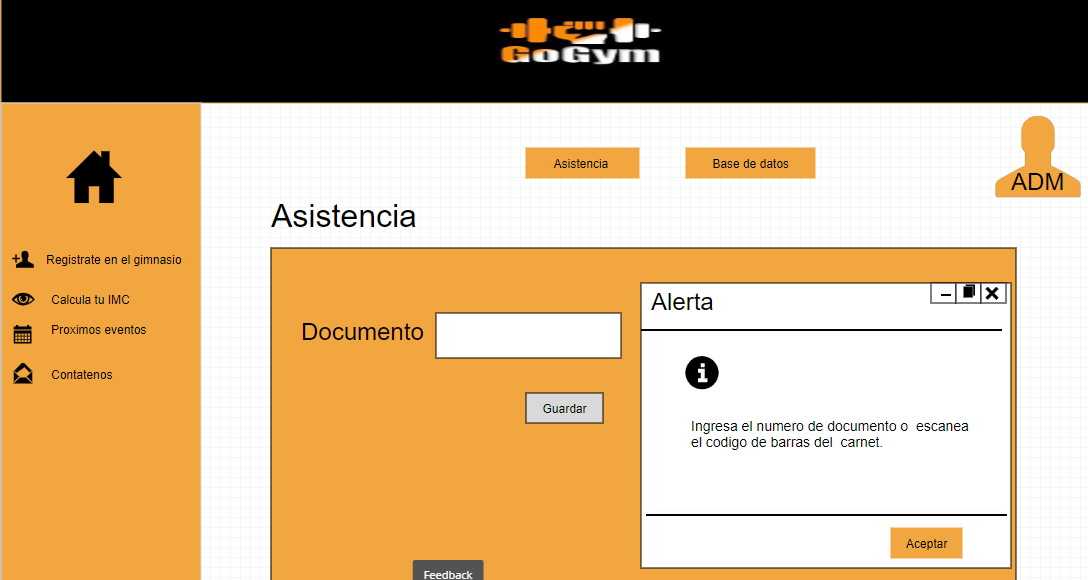 GoGym
Asistencia
Base de datos
ADM
Asistencia
Registrate en el gimnasio
Calcula tu IMC
Proximos eventos
Contatenos
Documento
Guardar
Alerta
Ingresa el numero de documento o escanea
el codigo de barras del carnet.
Aceptar
Feedback